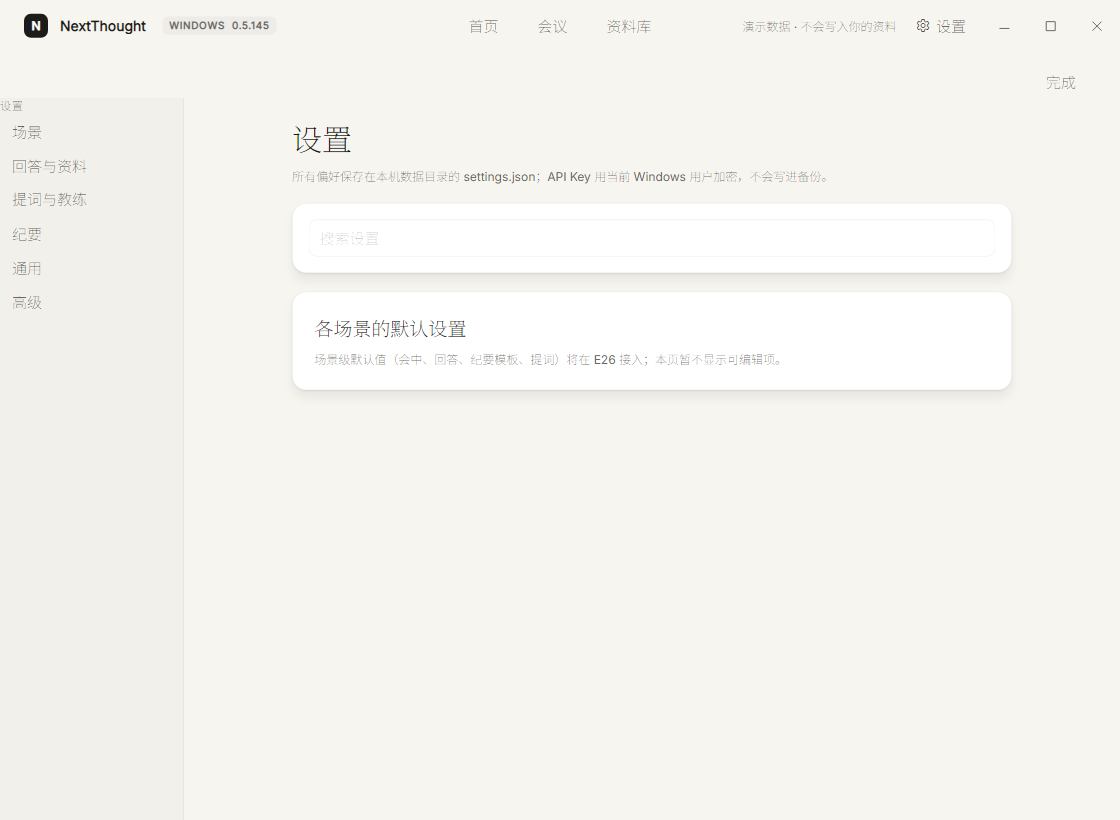 N NextThought WINDOWS 0.5.145 首页 会议 资料库 演示数据·不会写入你的资料 设置
完成
设置
场景
回答与资料
提词与教练
纪要
通用
高级
设置
所有偏好保存在本机数据目录的 settings.json；API Key 用当前 Windows 用户加密，不会写进备份。
搜索设置
各场景的默认设置
场景级默认值（会中、回答、纪要模板、提词）将在 E26 接入；本页暂不显示可编辑项。